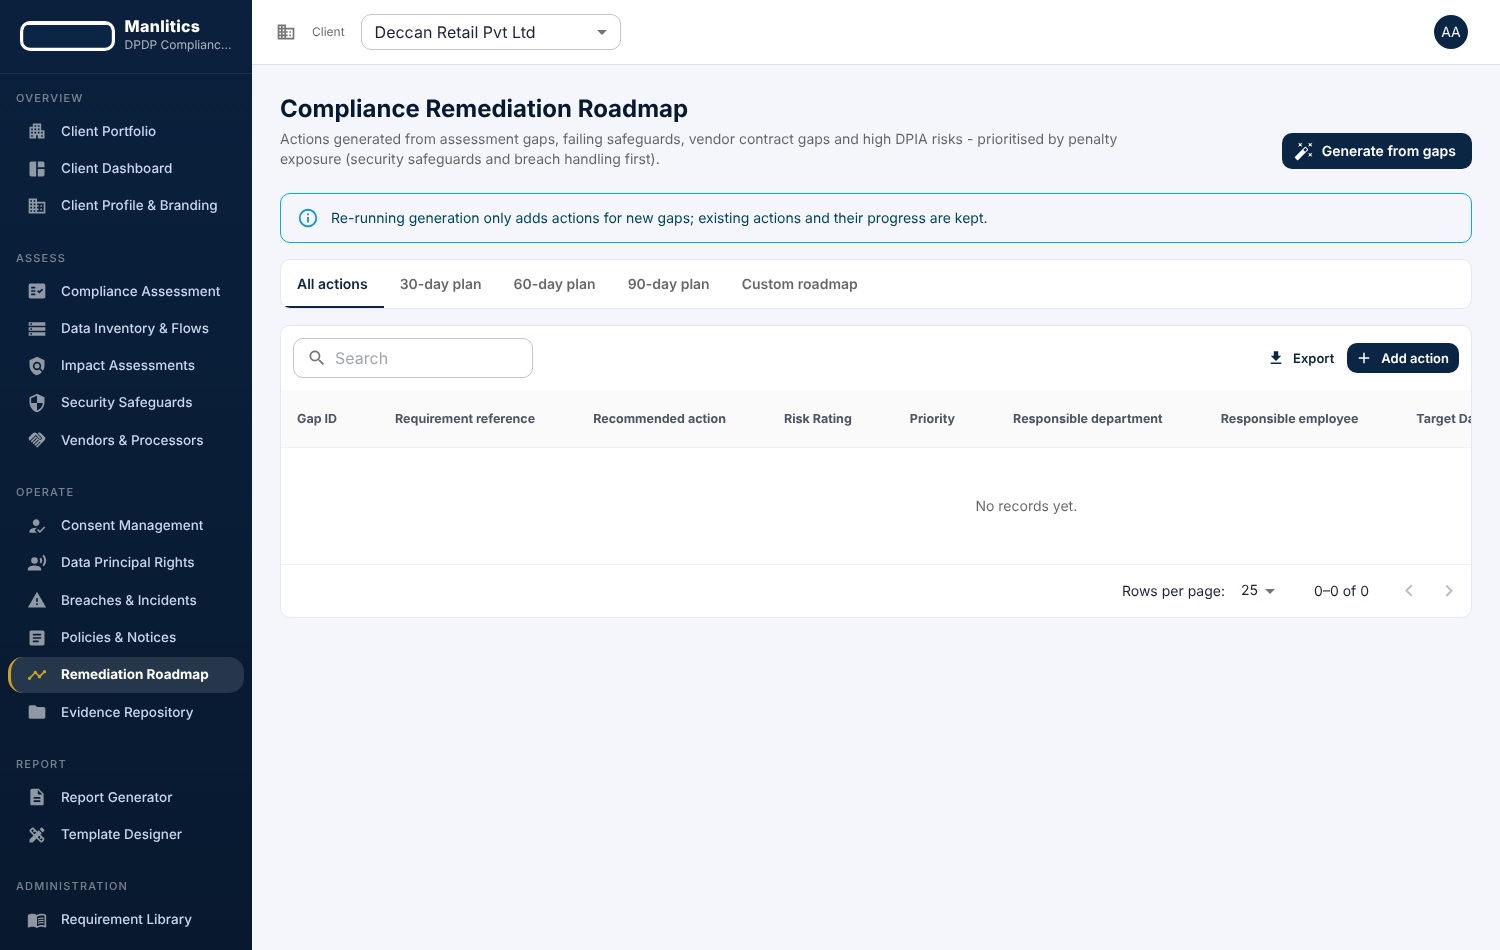 Manlitics
DPDP Complianc...
Client
Deccan Retail Pvt Ltd
AA
OVERVIEW
Client Portfolio
Client Dashboard
Client Profile & Branding
ASSESS
Compliance Assessment
Data Inventory & Flows
Impact Assessments
Security Safeguards
Vendors & Processors
OPERATE
Consent Management
Data Principal Rights
Breaches & Incidents
Policies & Notices
Remediation Roadmap
Evidence Repository
REPORT
Report Generator
Template Designer
ADMINISTRATION
Requirement Library
Compliance Remediation Roadmap
Actions generated from assessment gaps, failing safeguards, vendor contract gaps and high DPIA risks - prioritised by penalty
exposure (security safeguards and breach handling first).
Generate from gaps
Re-running generation only adds actions for new gaps; existing actions and their progress are kept.
All actions 30-day plan 60-day plan 90-day plan Custom roadmap
Search
Export
Add action
Gap ID Requirement reference Recommended action Risk Rating Priority Responsible department Responsible employee Target Da
No records yet.
Rows per page: 25 0–0 of 0